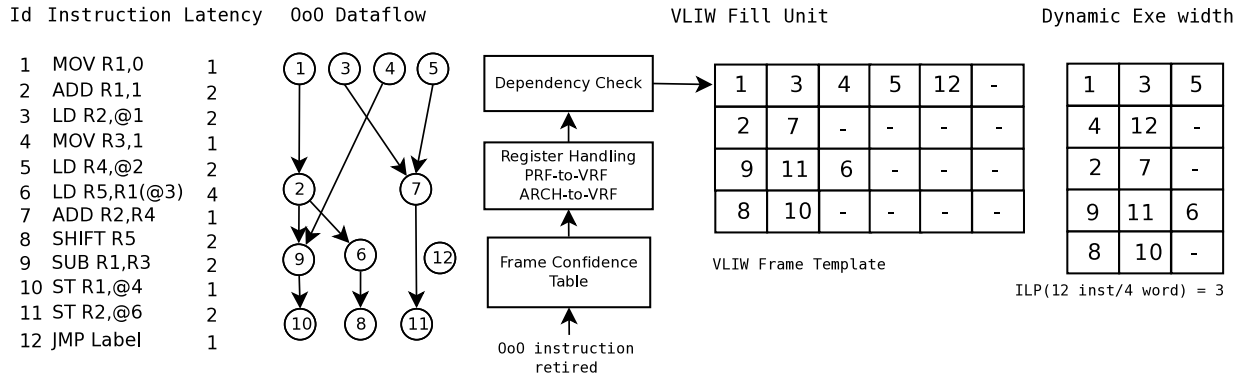 Id Instruction Latency OoO Dataflow VLIW Fill Unit Dynamic Exe width
1 MOV R1,0 1
2 ADD R1,1 2
3 LD R2,@1 2
4 MOV R3,1 1
5 LD R4,@2 2
6 LD R5,R1(@3) 4
7 ADD R2,R4 1
8 SHIFT R5 2
9 SUB R1,R3 2
10 ST R1,@4 1
11 ST R2,@6 2
12 JMP Label 1
1 3 4 5
2 7
9 6 12
10 8 11
Dependency Check
Register Handling
PRF-to-VRF
ARCH-to-VRF
Frame Confidence
Table
OoO instruction
retired
1 3 4 5 12 -
2 7 - - - -
9 11 6 - - -
8 10 - - - -
VLIW Frame Template
1 3 5
4 12 -
2 7 -
9 11 6
8 10 -
ILP(12 inst/4 word) = 3